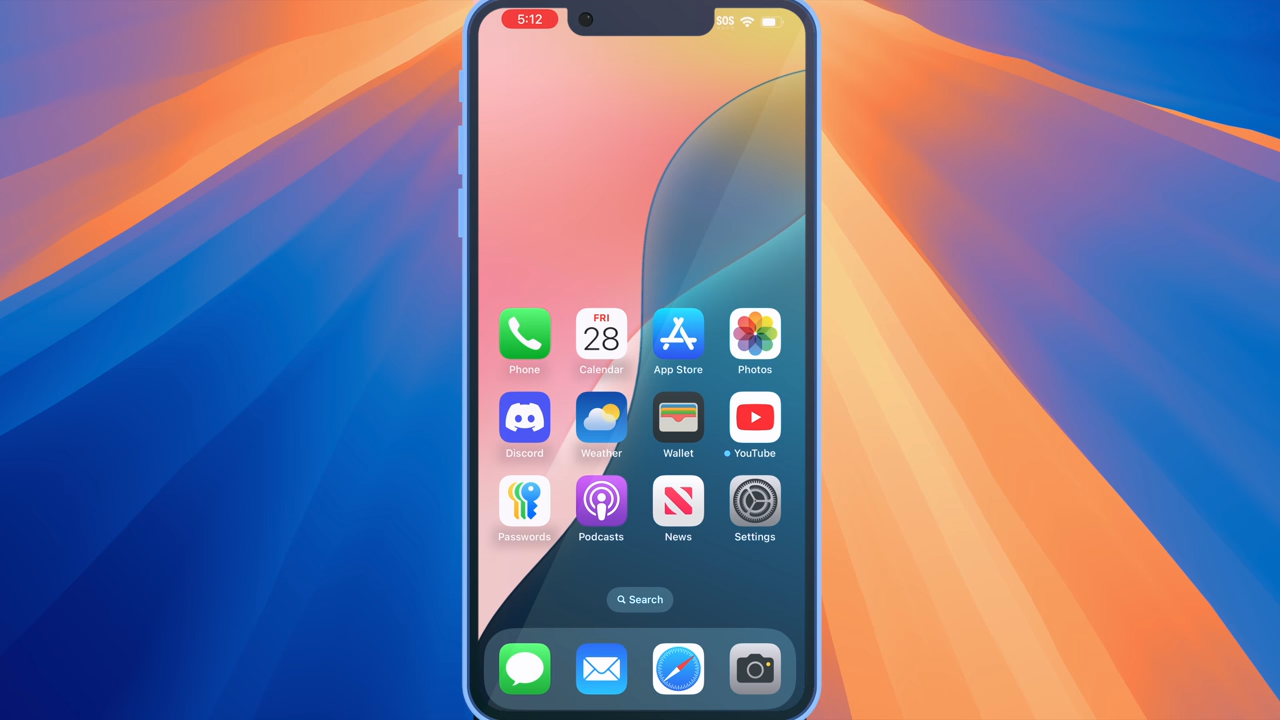 5:12 SOS
FRI
28
Phone Calendar App Store Photos
Discord Weather Wallet YouTube
Passwords Podcasts News Settings
Search